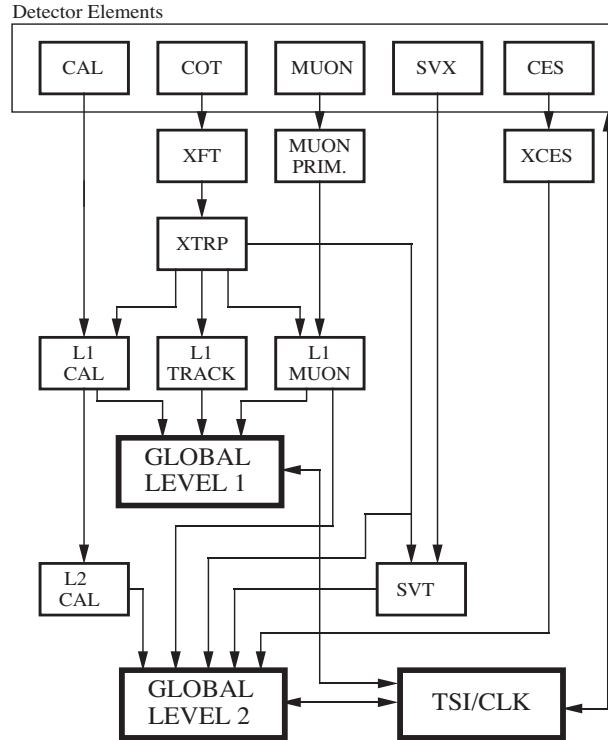 Detector Elements
CAL
COT
MUON
SVX
CES
XFT
MUON
PRIM.
XCES
XTRP
L1
CAL
L1
TRACK
L1
MUON
GLOBAL
LEVEL 1
L2
CAL
SVT
GLOBAL
LEVEL 2
TSI/CLK